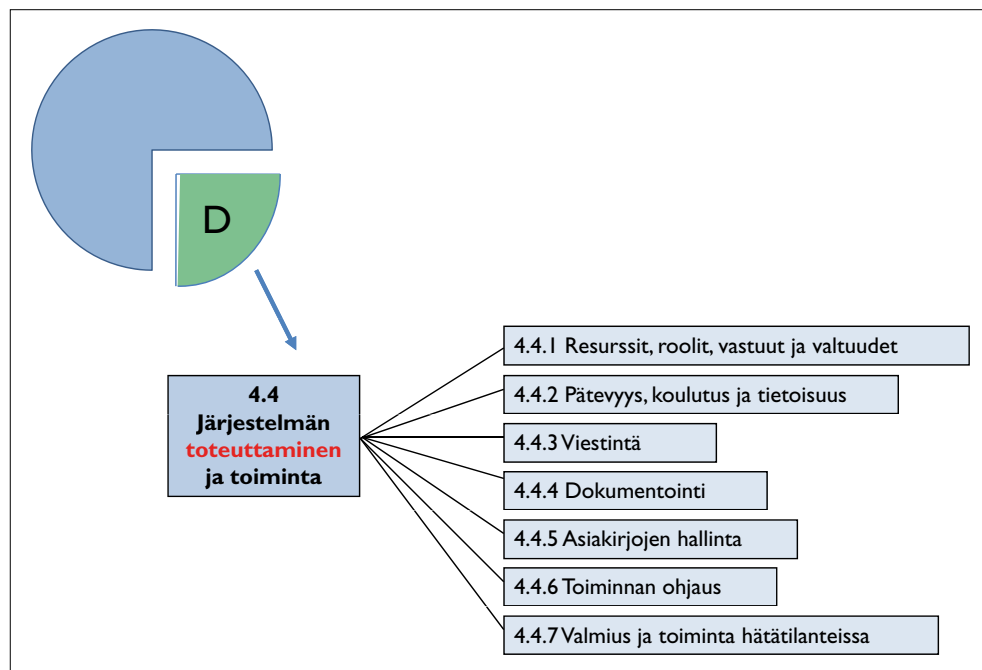 D
4.4
Järjestelmän
toteuttaminen
ja toiminta
4.4.1 Resurssit, roolit, vastuut ja valtuudet
4.4.2 Pätevyys, koulutus ja tietoisuus
4.4.3 Viestintä
4.4.4 Dokumentointi
4.4.5 Asiakirjojen hallinta
4.4.6 Toiminnan ohjaus
4.4.7 Valmius ja toiminta hätätilanteissa